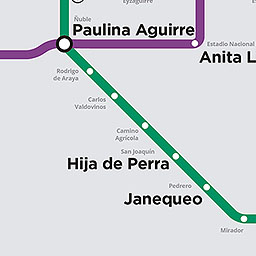 Eyzaguirre
Ñuble
Paulina Aguirre
Estadio Nacional
Anita L
Rodrigo
de Araya
Carlos
Valdovinos
Camino
Agrícola
San Joaquín
Hija de Perra
Pedrero
Janequeo
Mirador